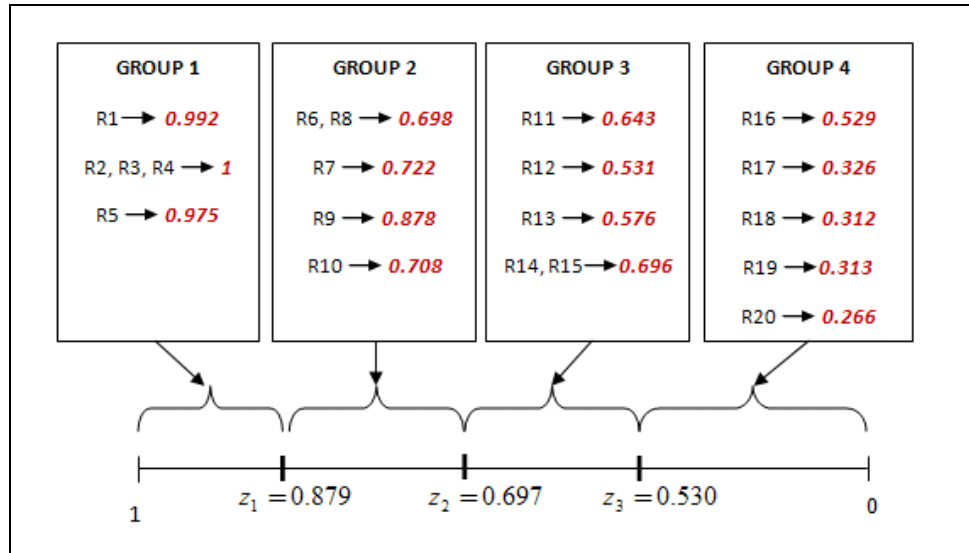 GROUP 1
R1 → 0.992
R2, R3, R4 → 1
R5 → 0.975
GROUP 2
R6, R8 → 0.698
R7 → 0.722
R9 → 0.878
R10 → 0.708
GROUP 3
R11 → 0.643
R12 → 0.531
R13 → 0.576
R14, R15 → 0.696
GROUP 4
R16 → 0.529
R17 → 0.326
R18 → 0.312
R19 → 0.313
R20 → 0.266
1
z₁ = 0.879
z₂ = 0.697
z₃ = 0.530
0